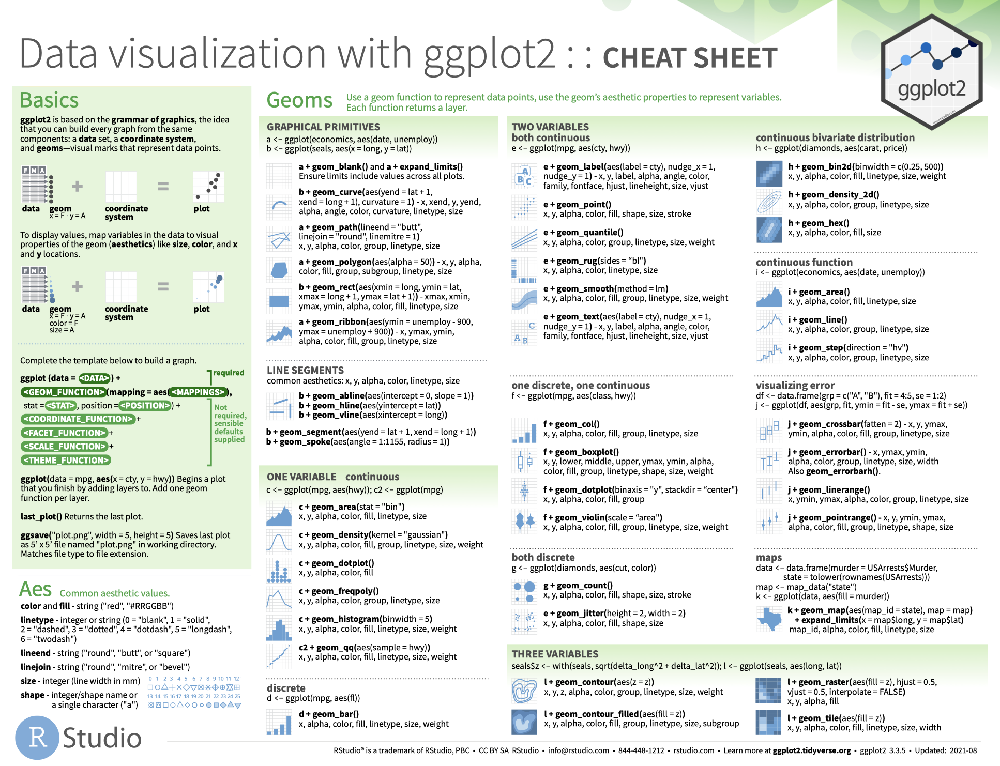 Data visualization with ggplot2 : : CHEAT SHEET
ggplot2
www.rstudio.com
Basics
ggplot2 is based on the grammar of graphics, the idea
that you can build every graph from the same
components: a data set, a coordinate system,
and geoms—visual marks that represent data points.
F M A
data
geom
x = F · y = A
coordinate
system
plot
To display values, map variables in the data to visual
properties of the geom (aesthetics) like size, color, and x
and y locations.
F M A
data
geom
x = F · y = A
color = F
size = A
coordinate
system
plot
Complete the template below to build a graph.
required
ggplot (data = <DATA>) +
<GEOM_FUNCTION>(mapping = aes(<MAPPINGS>),
stat = <STAT>, position = <POSITION>) +
<COORDINATE_FUNCTION> +
<FACET_FUNCTION> +
<SCALE_FUNCTION> +
<THEME_FUNCTION>
Not
required,
sensible
defaults
supplied
ggplot(data = mpg, aes(x = cty, y = hwy)) Begins a plot
that you finish by adding layers to. Add one geom
function per layer.
last_plot() Returns the last plot.
ggsave("plot.png", width = 5, height = 5) Saves last plot
as 5’ x 5’ file named "plot.png" in working directory.
Matches file type to file extension.
Aes Common aesthetic values.
color and fill - string ("red", "#RRGGBB")
linetype - integer or string (0 = "blank", 1 = "solid",
2 = "dashed", 3 = "dotted", 4 = "dotdash", 5 = "longdash",
6 = "twodash")
lineend - string ("round", "butt", or "square")
linejoin - string ("round", "mitre", or "bevel")
size - integer (line width in mm)
shape - integer/shape name or
a single character ("a")
0 1 2 3 4 5 6 7 8 9 10 11 12
13 14 15 16 17 18 19 20 21 22 23 24 25
Geoms
Use a geom function to represent data points, use the geom’s aesthetic properties to represent variables.
Each function returns a layer.
GRAPHICAL PRIMITIVES
a <- ggplot(economics, aes(date, unemploy))
b <- ggplot(seals, aes(x = long, y = lat))
a + geom_blank() and a + expand_limits()
Ensure limits include values across all plots.
b + geom_curve(aes(yend = lat + 1,
xend = long + 1), curvature = 1) - x, xend, y, yend,
alpha, angle, color, curvature, linetype, size
a + geom_path(lineend = "butt",
linejoin = "round", linemitre = 1)
x, y, alpha, color, group, linetype, size
a + geom_polygon(aes(alpha = 50)) - x, y, alpha,
color, fill, group, subgroup, linetype, size
b + geom_rect(aes(xmin = long, ymin = lat,
xmax = long + 1, ymax = lat + 1)) - xmax, xmin,
ymax, ymin, alpha, color, fill, linetype, size
a + geom_ribbon(aes(ymin = unemploy - 900,
ymax = unemploy + 900)) - x, ymax, ymin,
alpha, color, fill, group, linetype, size
LINE SEGMENTS
common aesthetics: x, y, alpha, color, linetype, size
b + geom_abline(aes(intercept = 0, slope = 1))
b + geom_hline(aes(yintercept = lat))
b + geom_vline(aes(xintercept = long))
b + geom_segment(aes(yend = lat + 1, xend = long + 1))
b + geom_spoke(aes(angle = 1:1155, radius = 1))
ONE VARIABLE continuous
c <- ggplot(mpg, aes(hwy)); c2 <- ggplot(mpg)
c + geom_area(stat = "bin")
x, y, alpha, color, fill, linetype, size
c + geom_density(kernel = "gaussian")
x, y, alpha, color, fill, group, linetype, size, weight
c + geom_dotplot()
x, y, alpha, color, fill
c + geom_freqpoly()
x, y, alpha, color, group, linetype, size
c + geom_histogram(binwidth = 5)
x, y, alpha, color, fill, linetype, size, weight
c2 + geom_qq(aes(sample = hwy))
x, y, alpha, color, fill, linetype, size, weight
discrete
d <- ggplot(mpg, aes(fl))
d + geom_bar()
x, alpha, color, fill, linetype, size, weight
TWO VARIABLES
both continuous
e <- ggplot(mpg, aes(cty, hwy))
A
B C
e + geom_label(aes(label = cty), nudge_x = 1,
nudge_y = 1) - x, y, label, alpha, angle, color,
family, fontface, hjust, lineheight, size, vjust
e + geom_point()
x, y, alpha, color, fill, shape, size, stroke
e + geom_quantile()
x, y, alpha, color, group, linetype, size, weight
e + geom_rug(sides = “bl")
x, y, alpha, color, linetype, size
e + geom_smooth(method = lm)
x, y, alpha, color, fill, group, linetype, size, weight
C
A B
e + geom_text(aes(label = cty), nudge_x = 1,
nudge_y = 1) - x, y, label, alpha, angle, color,
family, fontface, hjust, lineheight, size, vjust
one discrete, one continuous
f <- ggplot(mpg, aes(class, hwy))
f + geom_col()
x, y, alpha, color, fill, group, linetype, size
f + geom_boxplot()
x, y, lower, middle, upper, ymax, ymin, alpha,
color, fill, group, linetype, shape, size, weight
f + geom_dotplot(binaxis = "y", stackdir = “center")
x, y, alpha, color, fill, group
f + geom_violin(scale = “area")
x, y, alpha, color, fill, group, linetype, size, weight
both discrete
g <- ggplot(diamonds, aes(cut, color))
g + geom_count()
x, y, alpha, color, fill, shape, size, stroke
e + geom_jitter(height = 2, width = 2)
x, y, alpha, color, fill, shape, size
continuous bivariate distribution
h <- ggplot(diamonds, aes(carat, price))
h + geom_bin2d(binwidth = c(0.25, 500))
x, y, alpha, color, fill, linetype, size, weight
h + geom_density_2d()
x, y, alpha, color, group, linetype, size
h + geom_hex()
x, y, alpha, color, fill, size
continuous function
i <- ggplot(economics, aes(date, unemploy))
i + geom_area()
x, y, alpha, color, fill, linetype, size
i + geom_line()
x, y, alpha, color, group, linetype, size
i + geom_step(direction = "hv")
x, y, alpha, color, group, linetype, size
visualizing error
df <- data.frame(grp = c("A", "B"), fit = 4:5, se = 1:2)
j <- ggplot(df, aes(grp, fit, ymin = fit - se, ymax = fit + se))
j + geom_crossbar(fatten = 2) - x, y, ymax,
ymin, alpha, color, fill, group, linetype, size
j + geom_errorbar() - x, ymax, ymin,
alpha, color, group, linetype, size, width
Also geom_errorbarh().
j + geom_linerange()
x, ymin, ymax, alpha, color, group, linetype, size
j + geom_pointrange() - x, y, ymin, ymax,
alpha, color, fill, group, linetype, shape, size
maps
data <- data.frame(murder = USArrests$Murder,
state = tolower(rownames(USArrests)))
map <- map_data("state")
k <- ggplot(data, aes(fill = murder))
k + geom_map(aes(map_id = state), map = map)
+ expand_limits(x = map$long, y = map$lat)
map_id, alpha, color, fill, linetype, size
THREE VARIABLES
seals$z <- with(seals, sqrt(delta_long^2 + delta_lat^2)); l <- ggplot(seals, aes(long, lat))
l + geom_contour(aes(z = z))
x, y, z, alpha, color, group, linetype, size, weight
l + geom_contour_filled(aes(fill = z))
x, y, alpha, color, fill, group, linetype, size, subgroup
l + geom_raster(aes(fill = z), hjust = 0.5,
vjust = 0.5, interpolate = FALSE)
x, y, alpha, fill
l + geom_tile(aes(fill = z))
x, y, alpha, color, fill, linetype, size, width
R Studio
RStudio® is a trademark of RStudio, PBC • CC BY SA RStudio • info@rstudio.com • 844-448-1212 • rstudio.com • Learn more at ggplot2.tidyverse.org • ggplot2 3.3.5 • Updated: 2021-08